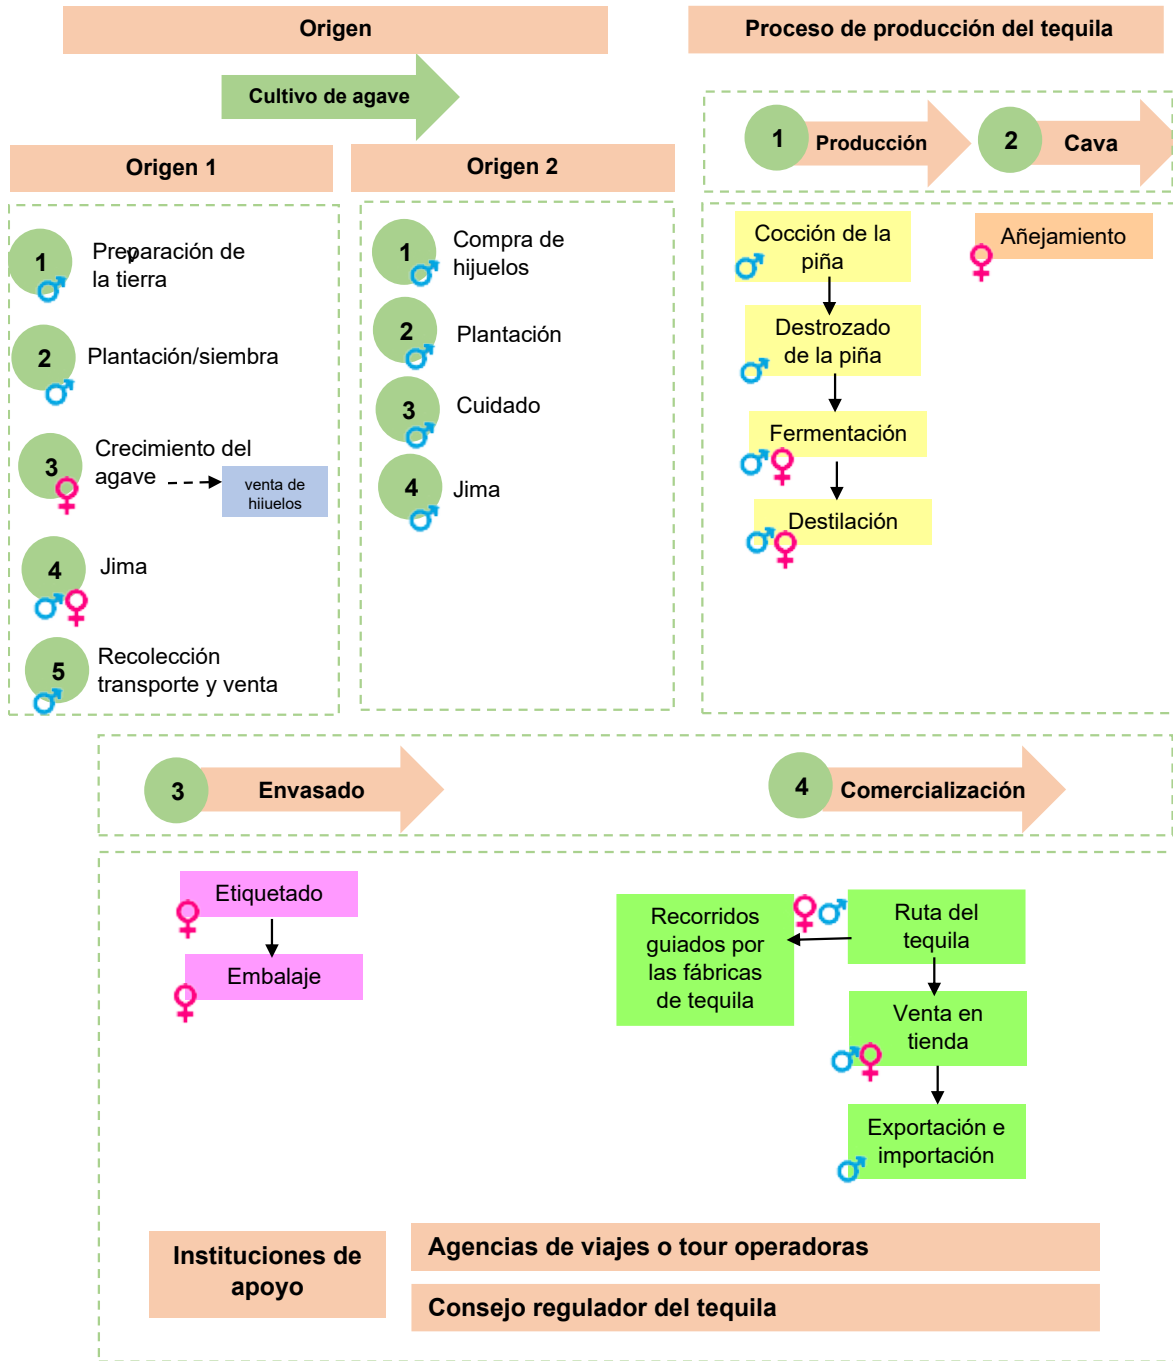 Origen
Proceso de producción del tequila
Cultivo de agave
1
Producción
2
Cava
Origen 1
Origen 2
1
Preparación de
la tierra
2
Plantación/siembra
3
Crecimiento del
agave
venta de
hijuelos
4
Jima
5
Recolección
transporte y venta
1
Compra de
hijuelos
2
Plantación
3
Cuidado
4
Jima
Cocción de la
piña
Destrozado
de la piña
Fermentación
Destilación
Añejamiento
3
Envasado
4
Comercialización
Etiquetado
Embalaje
Recorridos
guiados por
las fábricas
de tequila
Ruta del
tequila
Venta en
tienda
Exportación e
importación
Instituciones de
apoyo
Agencias de viajes o tour operadoras
Consejo regulador del tequila